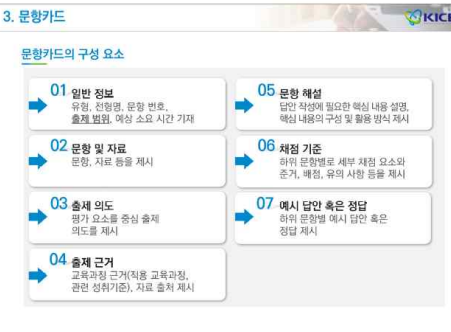 3. 문항카드
KICE
문항카드의 구성 요소
01 일반 정보
유형, 전형명, 문항 번호,
출제 범위, 예상 소요 시간 기재
02 문항 및 자료
문항, 자료 등을 제시
03 출제 의도
평가 요소를 중심 출제
의도를 제시
04 출제 근거
교육과정 근거(적용 교육과정,
관련 성취기준), 자료 출처 제시
05 문항 해설
답안 작성에 필요한 핵심 내용 설명,
핵심 내용의 구성 및 활용 방식 제시
06 채점 기준
하위 문항별로 세부 채점 요소와
준거, 배점, 유의 사항 등을 제시
07 예시 답안 혹은 정답
하위 문항별 예시 답안 혹은
정답 제시